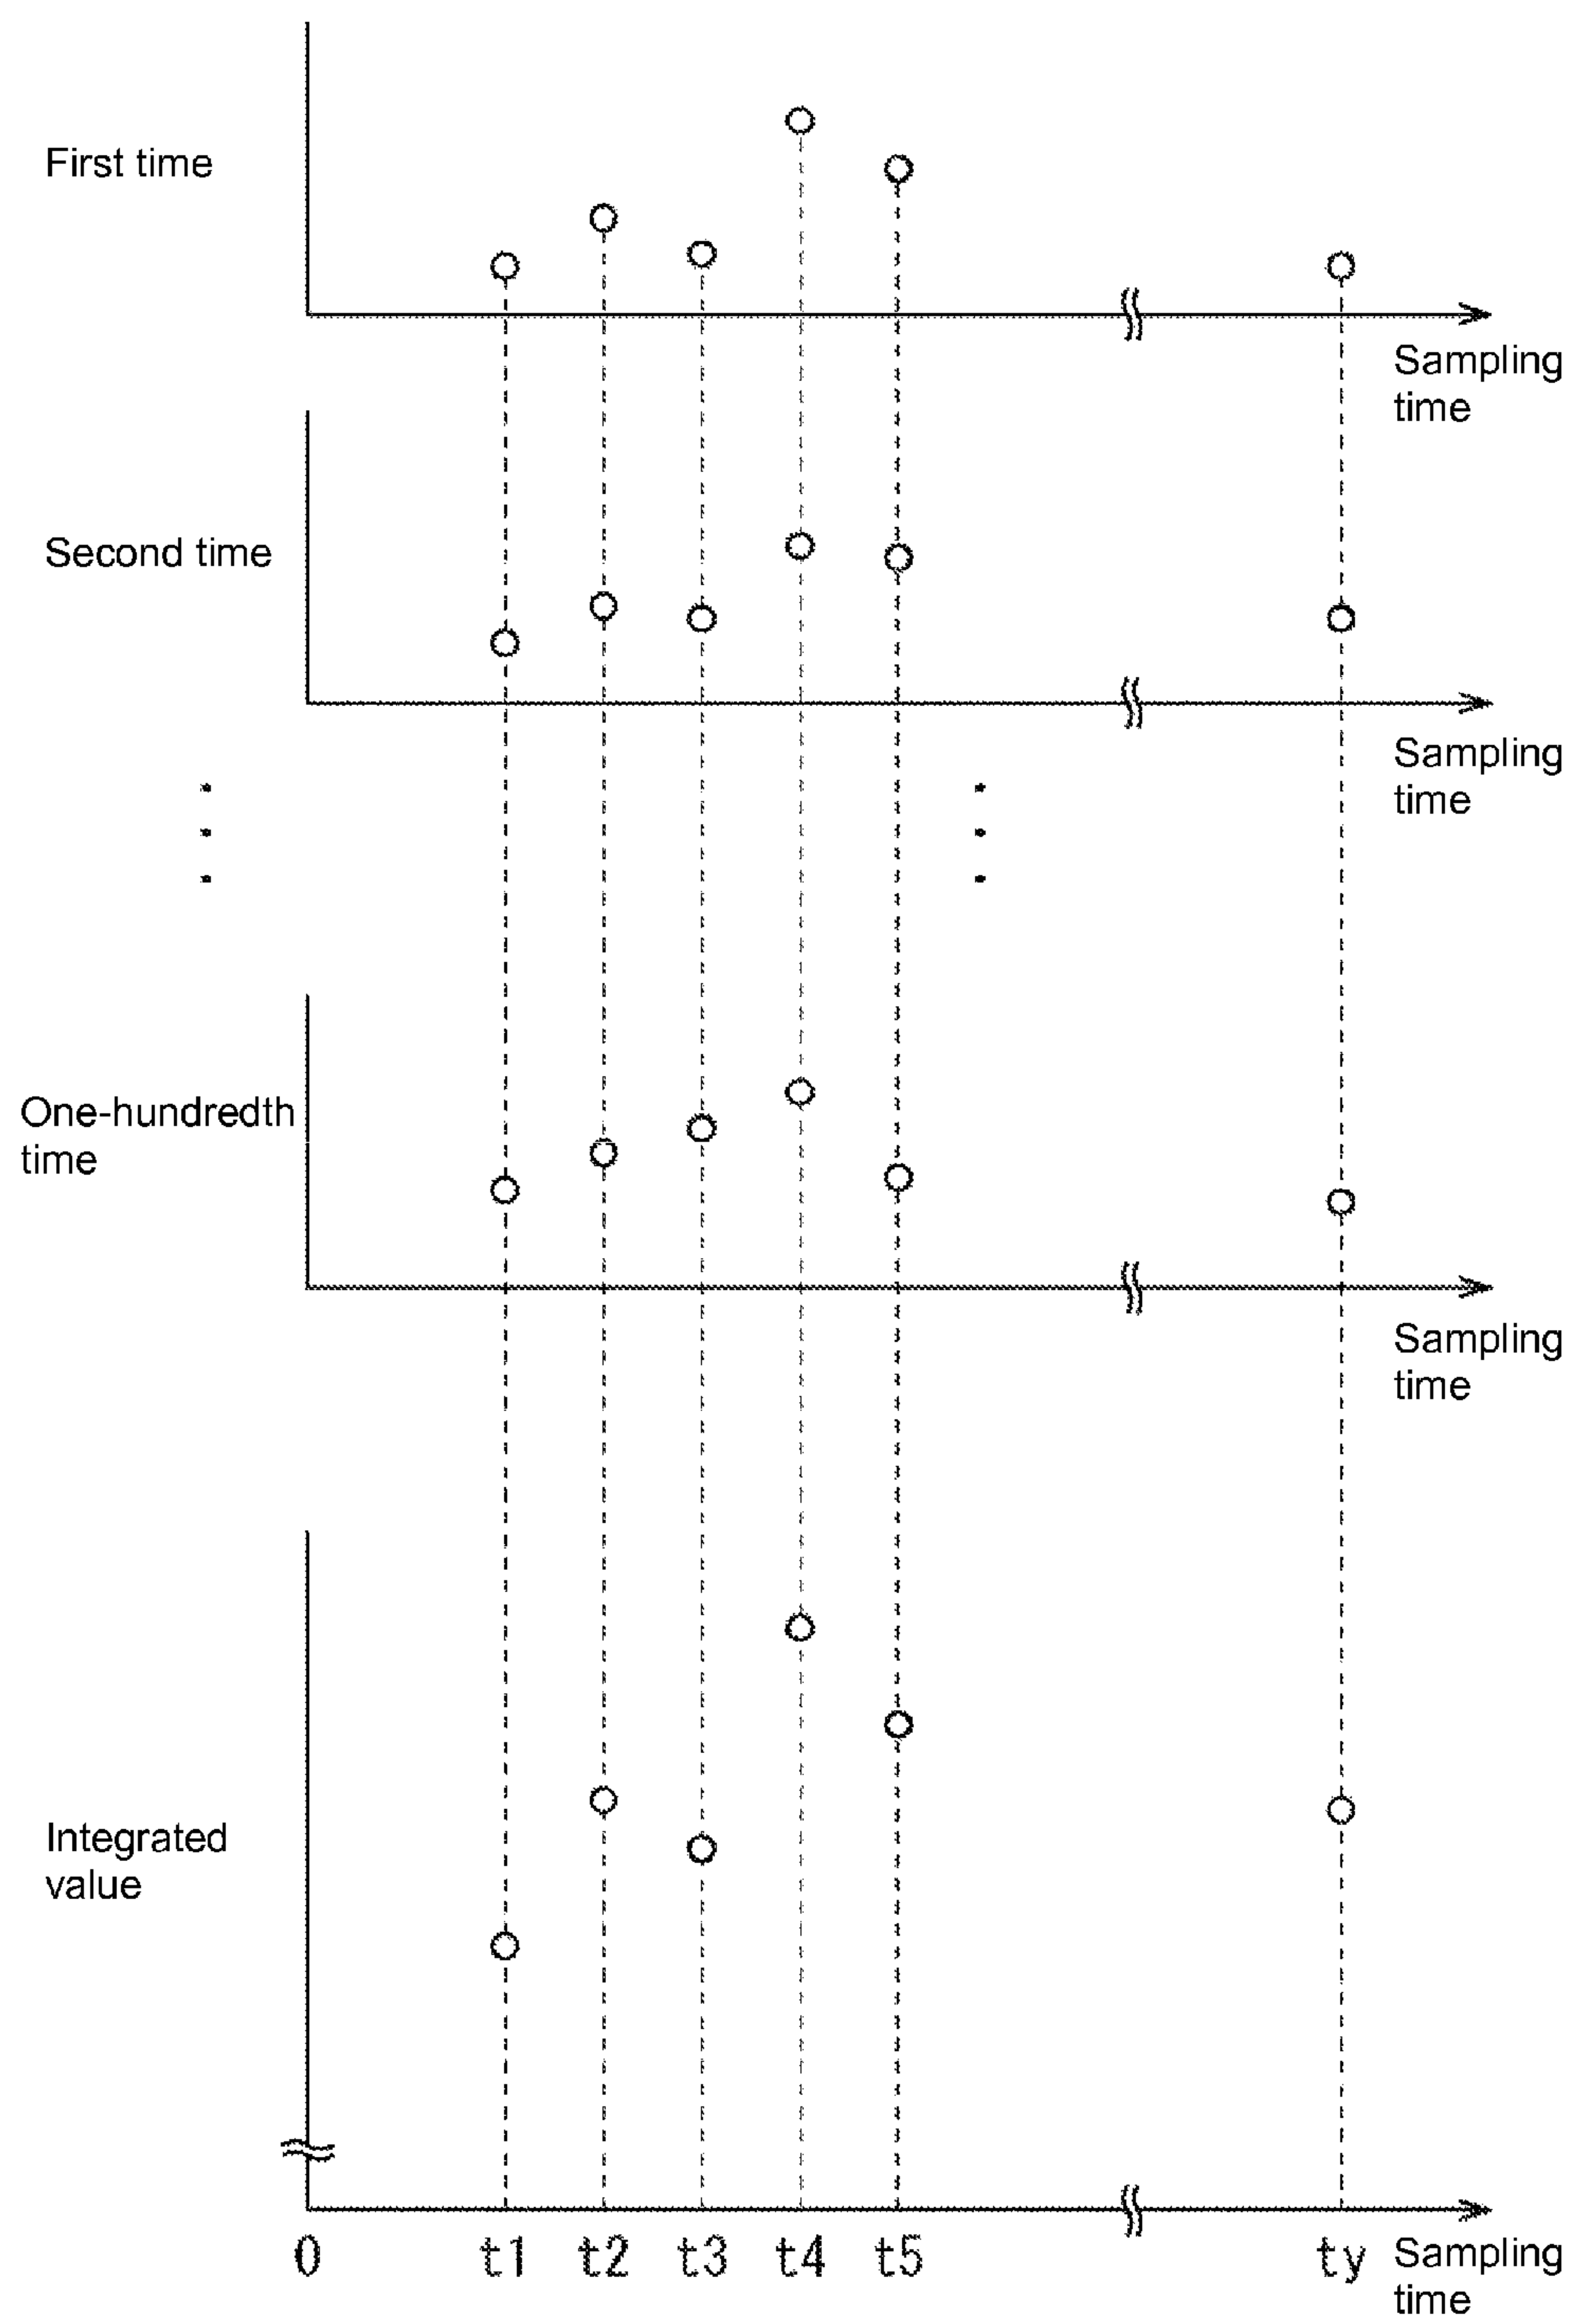 First time
Sampling
time
Second time
Sampling
time
One-hundredth
time
Sampling
time
Integrated
value
0 t1 t2 t3 t4 t5 ty Sampling
time